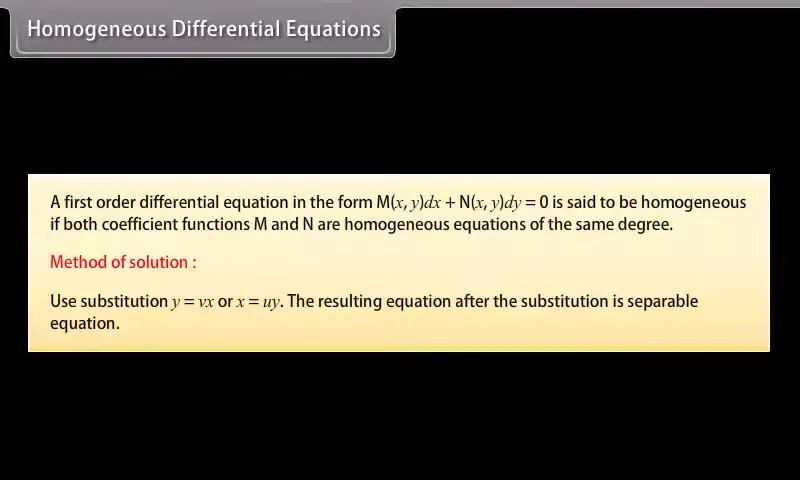 Homogeneous Differential Equations
A first order differential equation in the form M(x, y)dx + N(x, y)dy = 0 is said to be homogeneous
if both coefficient functions M and N are homogeneous equations of the same degree.
Method of solution :
Use substitution y = vx or x = uy. The resulting equation after the substitution is separable
equation.